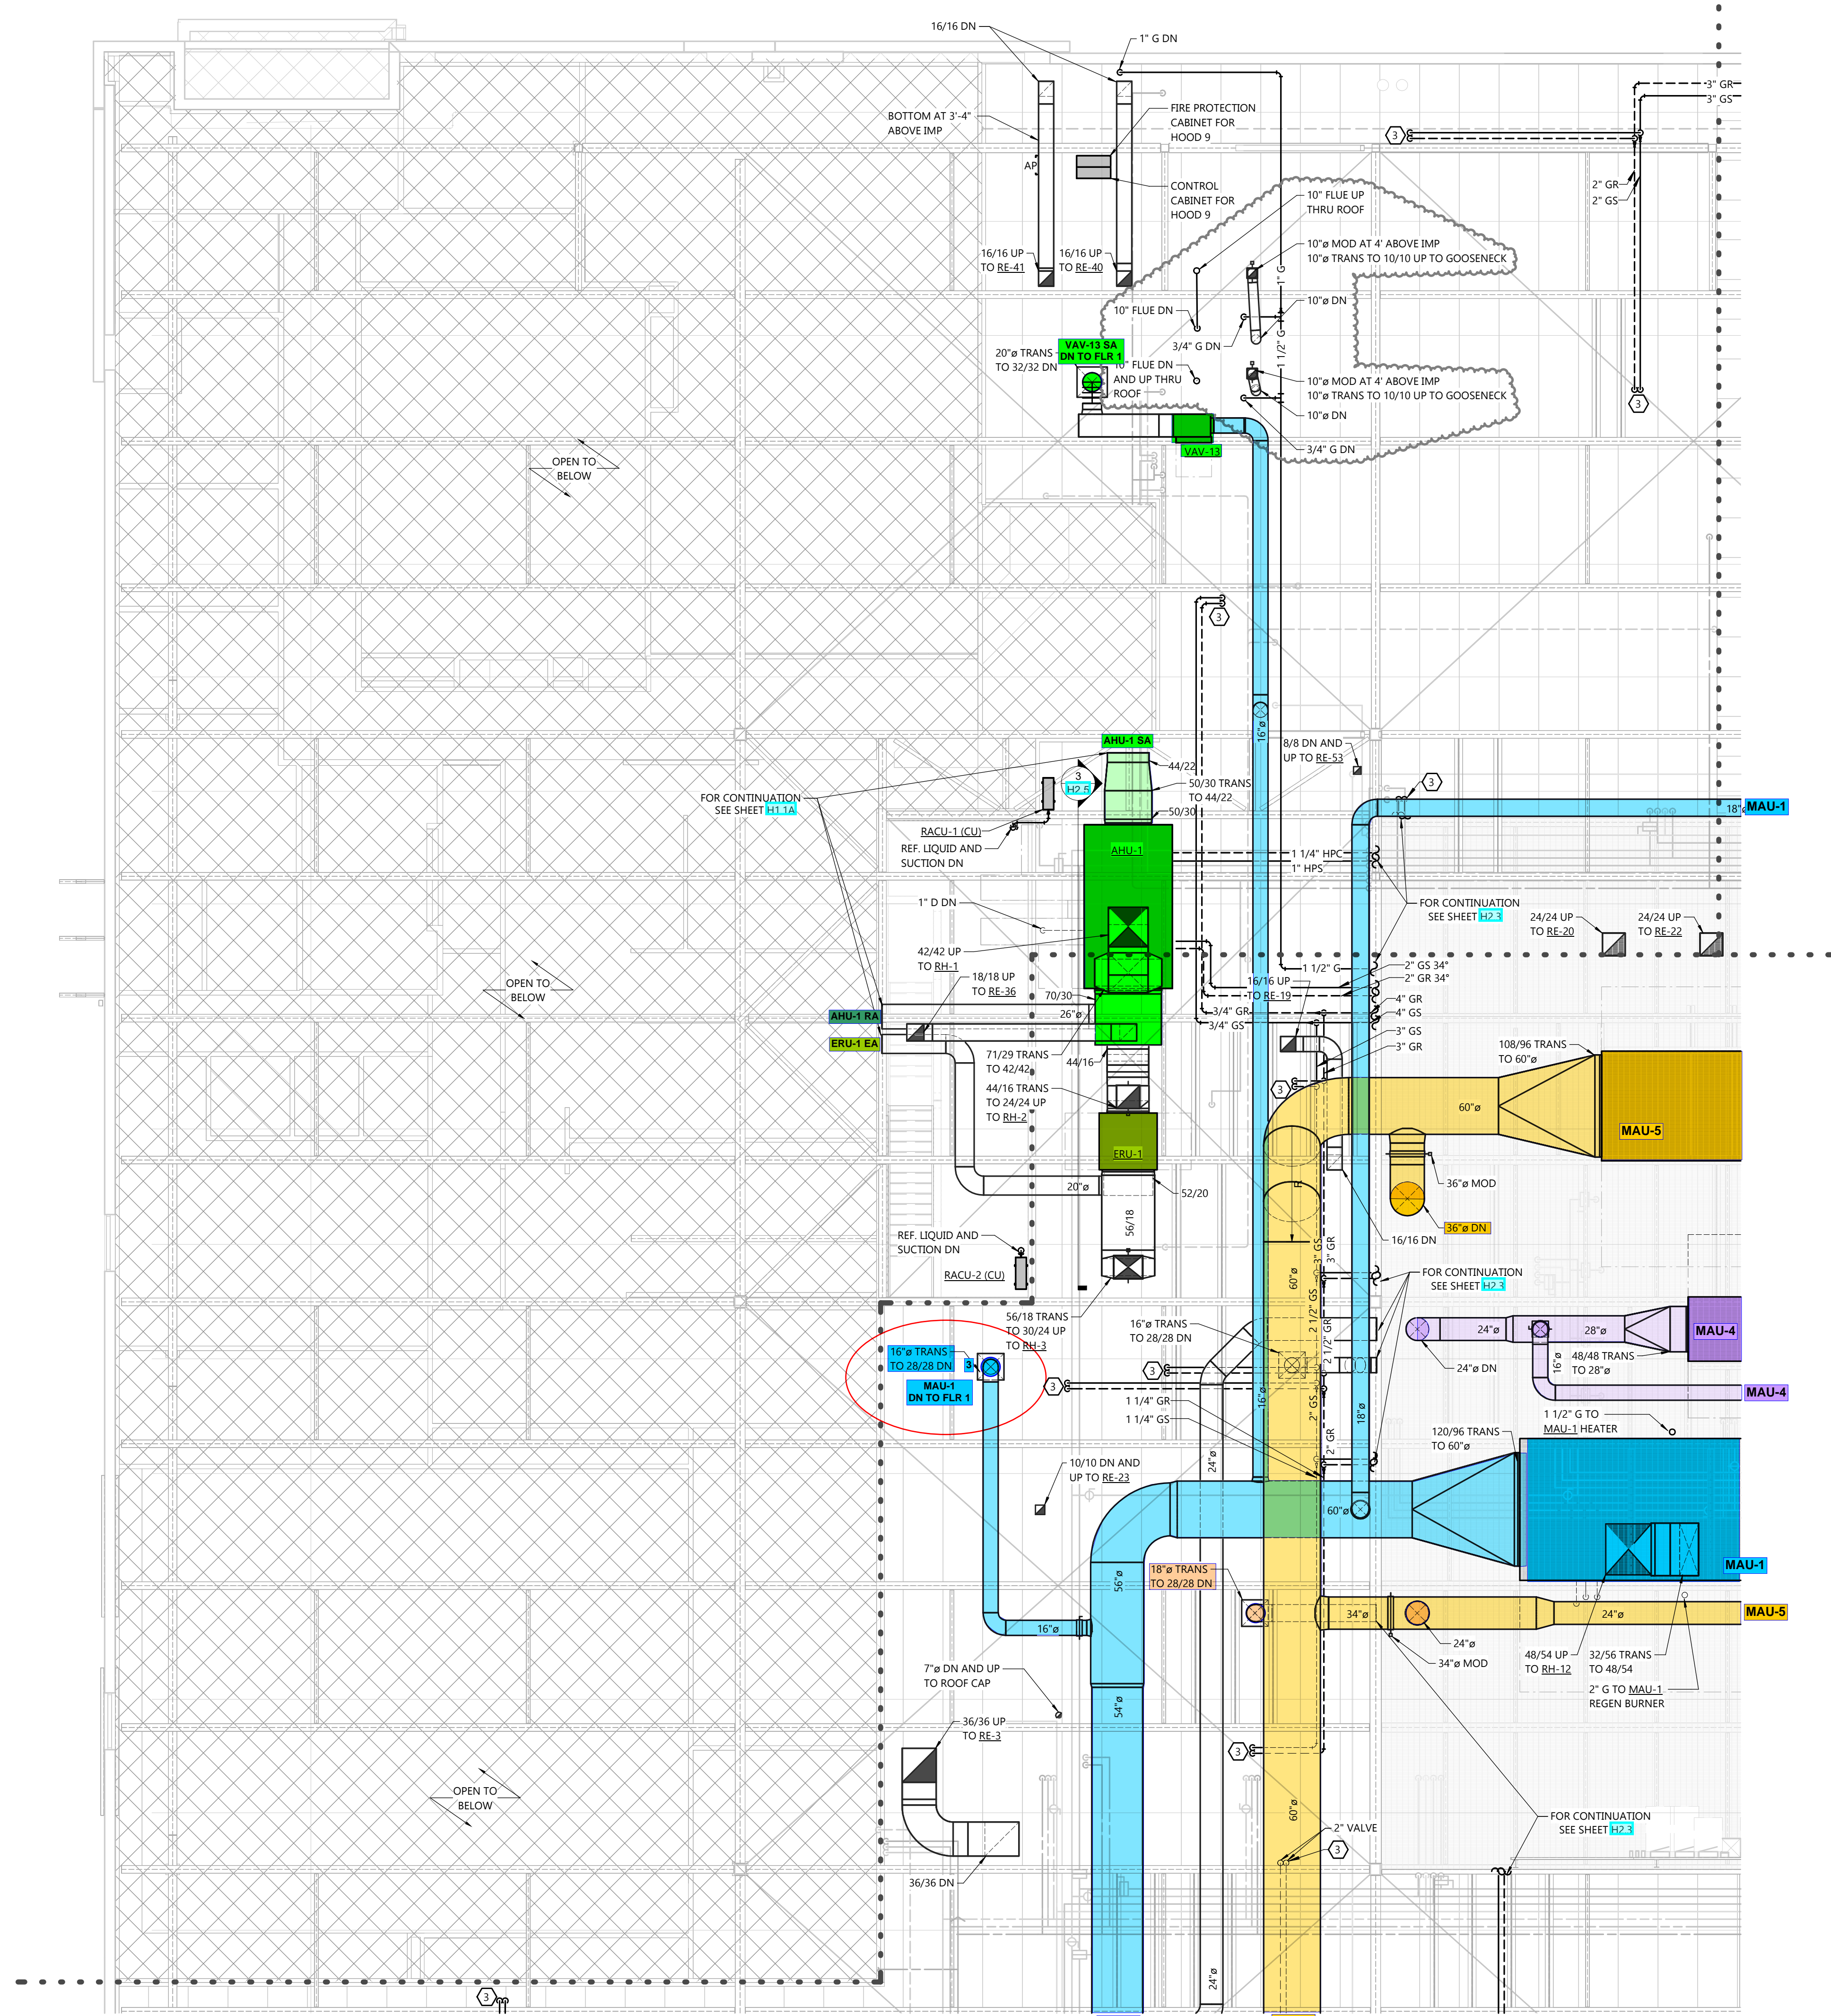 16/16 DN
1" G DN
3" GR
3" GS
BOTTOM AT 3'-4"
ABOVE IMP
FIRE PROTECTION
CABINET FOR
HOOD 9
3
AP
CONTROL
CABINET FOR
HOOD 9
2" GR
2" GS
10" FLUE UP
THRU ROOF
16/16 UP
TO RE-41
16/16 UP
TO RE-40
10"ø MOD AT 4' ABOVE IMP
10"ø TRANS TO 10/10 UP TO GOOSENECK
1" G
10" FLUE DN
10"ø DN
3/4" G DN
1 1/2" G
20"ø TRANS
TO 32/32 DN
VAV-13 SA
DN TO FLR 1
10" FLUE DN
AND UP THRU
ROOF
10"ø MOD AT 4' ABOVE IMP
10"ø TRANS TO 10/10 UP TO GOOSENECK
10"ø DN
3
3/4" G DN
VAV-13
OPEN TO
BELOW
3
16"ø
AHU-1 SA
8/8 DN AND
UP TO RE-53
44/22
3
H2.5
50/30 TRANS
TO 44/22
50/30
3
FOR CONTINUATION
SEE SHEET H1.1A
18"ø
MAU-1
RACU-1 (CU)
REF. LIQUID AND
SUCTION DN
AHU-1
1 1/4" HPC
1" HPS
1" D DN
FOR CONTINUATION
SEE SHEET H2.3
24/24 UP
TO RE-20
24/24 UP
TO RE-22
42/42 UP
TO RH-1
18/18 UP
TO RE-36
OPEN TO
BELOW
1 1/2" G
2" GS 34°
2" GR 34°
16/16 UP
TO RE-19
70/30
26"ø
4" GR
4" GS
3/4" GR
3/4" GS
AHU-1 RA
ERU-1 EA
3" GS
3" GR
71/29 TRANS
TO 42/42
44/16
108/96 TRANS
TO 60"ø
44/16 TRANS
TO 24/24 UP
TO RH-2
3
60"ø
MAU-5
ERU-1
20"ø
52/20
R
36"ø MOD
56/18
36"ø DN
16/16 DN
REF. LIQUID AND
SUCTION DN
RACU-2 (CU)
3" GS
3" GR
60"ø
FOR CONTINUATION
SEE SHEET H2.3
56/18 TRANS
TO 30/24 UP
TO RH-3
16"ø TRANS
TO 28/28 DN
2 1/2" GS
2 1/2" GR
24"ø
28"ø
MAU-4
16"ø TRANS
TO 28/28 DN
3
MAU-1
DN TO FLR 1
3
3
24"ø DN
16"ø
48/48 TRANS
TO 28"ø
MAU-4
1 1/4" GR
1 1/4" GS
16"ø
2" GS
18"ø
2" GR
1 1/2" G TO
MAU-1 HEATER
120/96 TRANS
TO 60"ø
10/10 DN AND
UP TO RE-23
24"ø
60"ø
MAU-1
56"ø
18"ø TRANS
TO 28/28 DN
16"ø
34"ø
24"ø
MAU-5
24"ø
34"ø MOD
48/54 UP
TO RH-12
32/56 TRANS
TO 48/54
2" G TO MAU-1
REGEN BURNER
7"ø DN AND UP
TO ROOF CAP
54"ø
36/36 UP
TO RE-3
3
OPEN TO
BELOW
60"ø
2" VALVE
3
FOR CONTINUATION
SEE SHEET H2.3
36/36 DN
24"ø
3